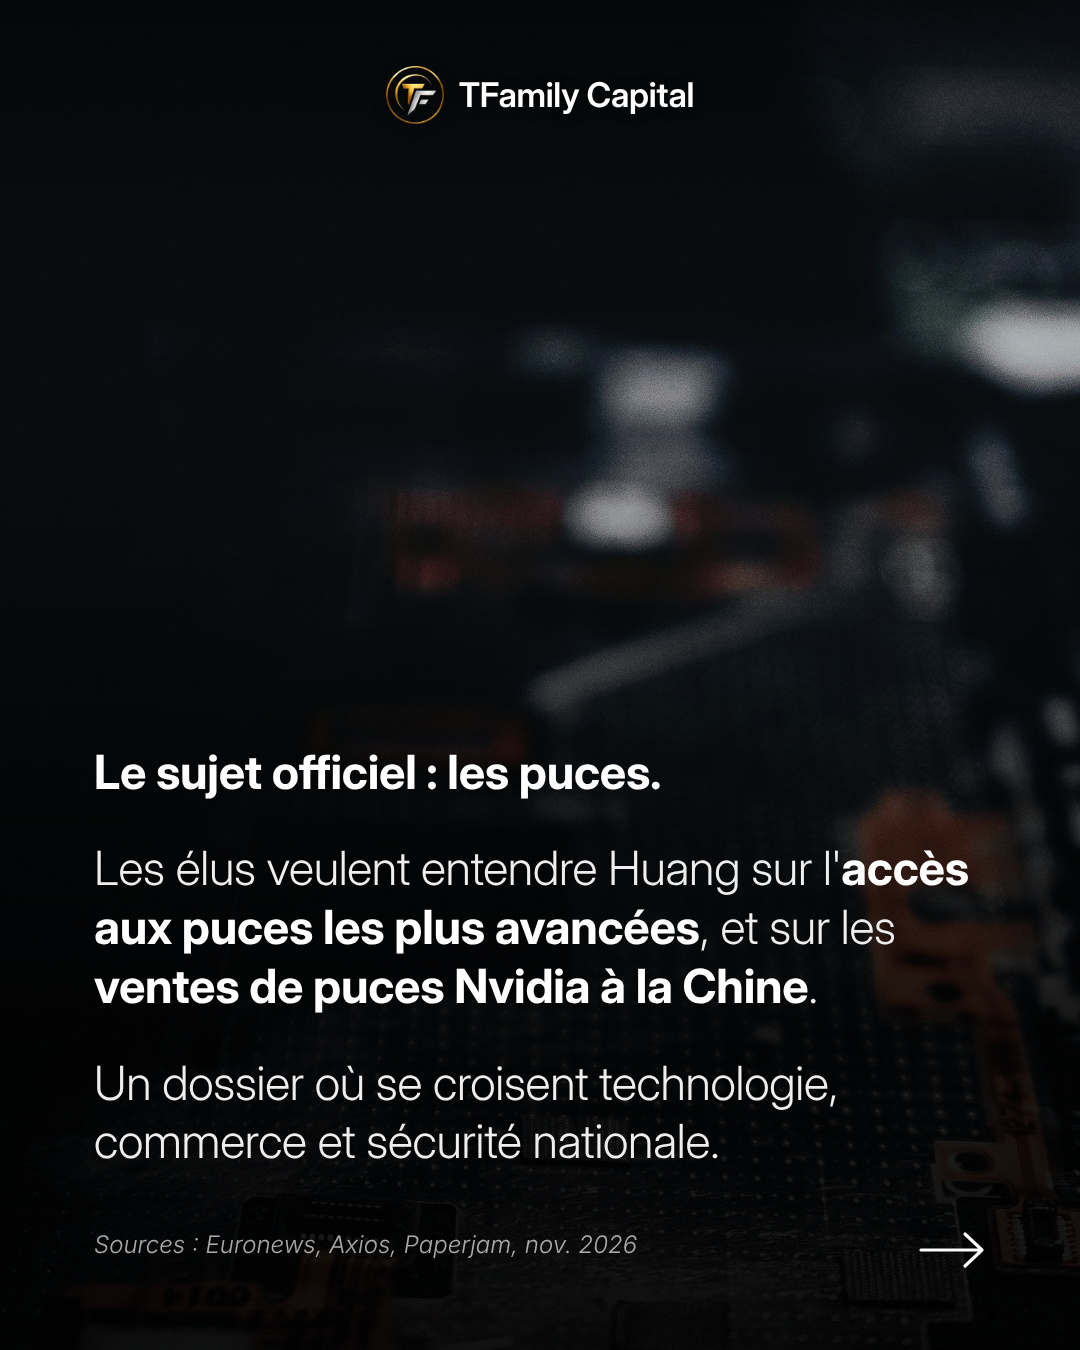 TFamily Capital
Le sujet officiel : les puces.
Les élus veulent entendre Huang sur l'accès
aux puces les plus avancées, et sur les
ventes de puces Nvidia à la Chine.
Un dossier où se croisent technologie,
commerce et sécurité nationale.
Sources : Euronews, Axios, Paperjam, nov. 2026